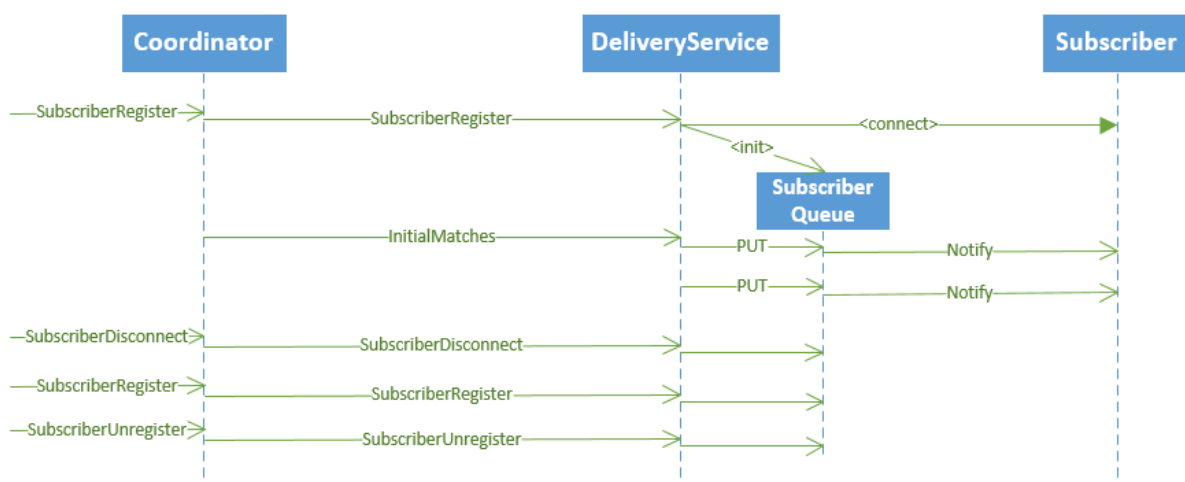 Coordinator
DeliveryService
Subscriber
SubscriberRegister
SubscriberRegister
<connect>
<init>
Subscriber
Queue
InitialMatches
PUT
Notify
PUT
Notify
SubscriberDisconnect
SubscriberDisconnect
SubscriberRegister
SubscriberRegister
SubscriberUnregister
SubscriberUnregister